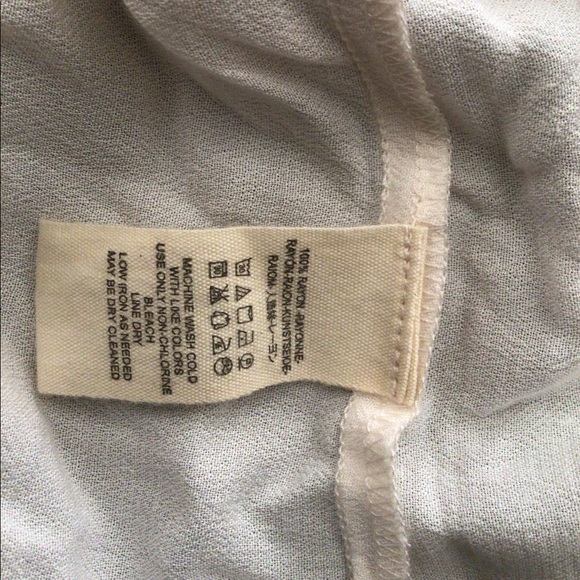 100% RAYON -RAYONNE-
RAYON-RAION-KUNSTSEIDE-
RAION-人造絲-レーヨン
MACHINE WASH COLD
WITH LIKE COLORS
USE ONLY NON-CHLORINE
BLEACH
LINE DRY
LOW IRON AS NEEDED
MAY BE DRY CLEANED